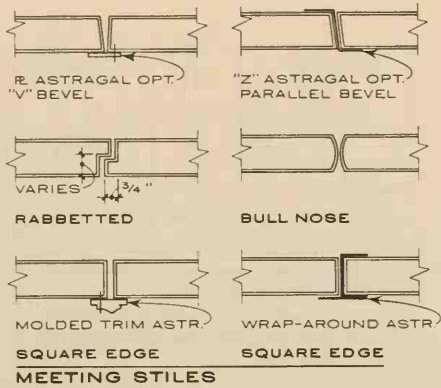 ℞ ASTRAGAL OPT.
"V" BEVEL
"Z" ASTRAGAL OPT.
PARALLEL BEVEL
VARIES
3/4"
RABBETTED
BULL NOSE
MOLDED TRIM ASTR.
SQUARE EDGE
WRAP-AROUND ASTR.
SQUARE EDGE
MEETING STILES